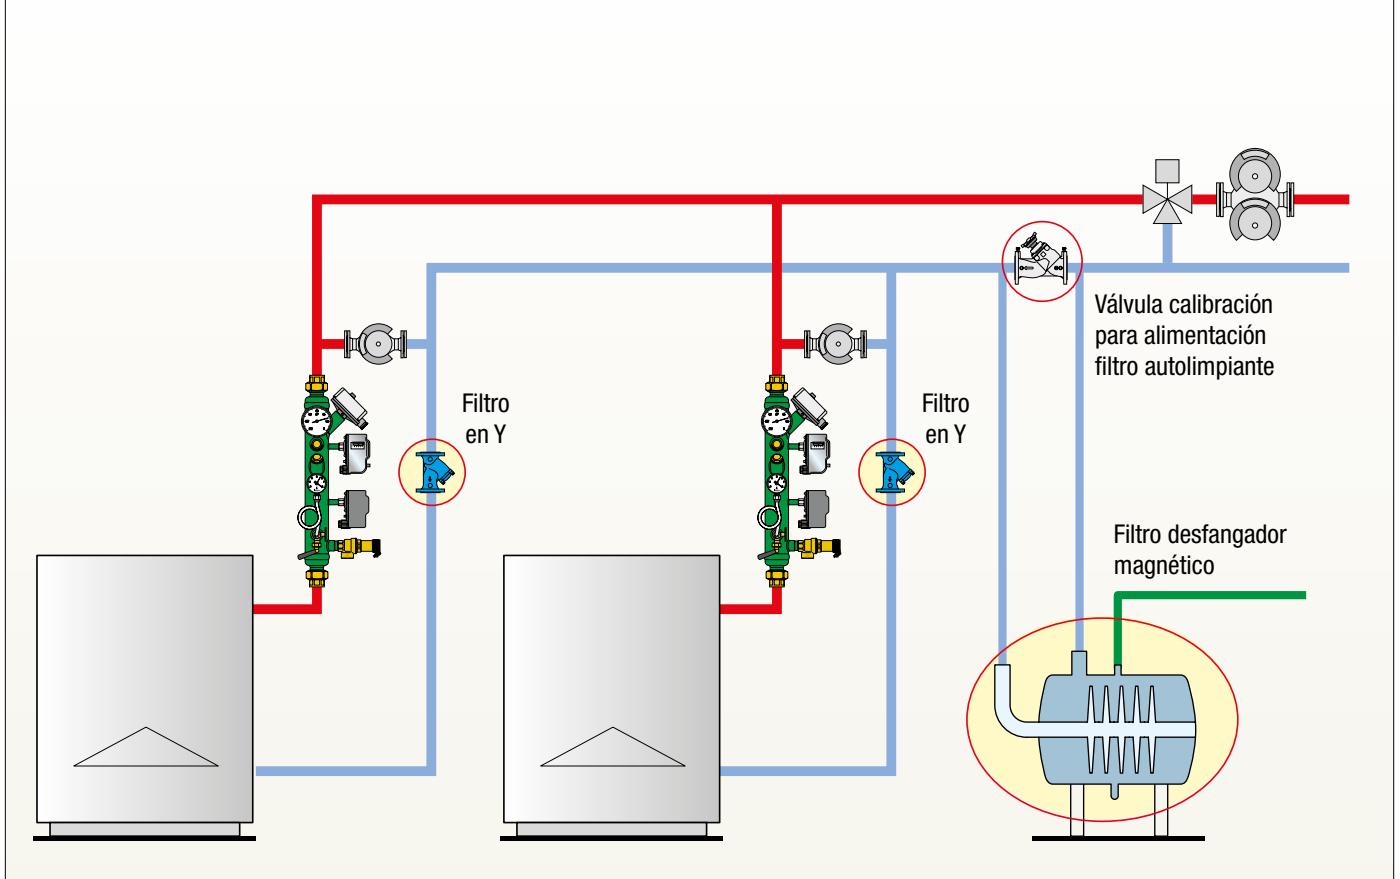 Válvula calibración
para alimentación
filtro autolimpiante
Filtro
en Y
Filtro
en Y
Filtro desfangador
magnético